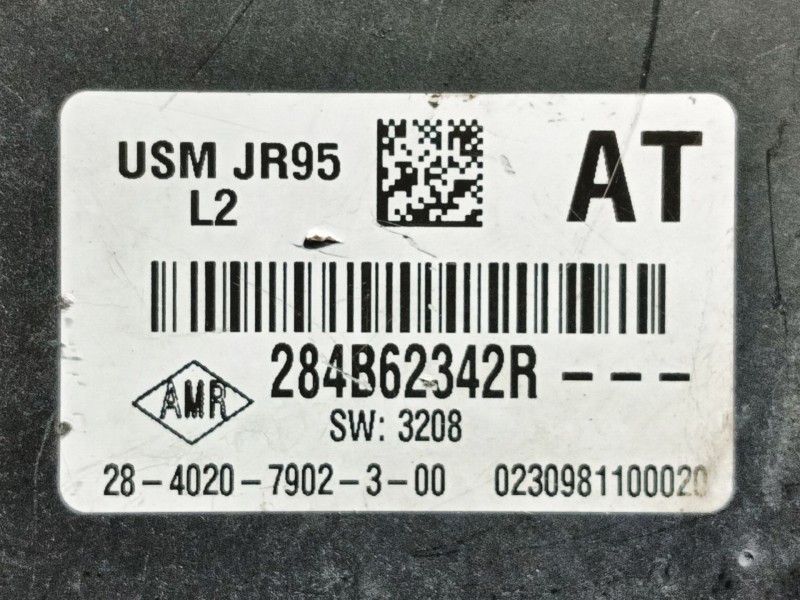 USM JR95
L2
AT
284B62342R ---
AMR
SW: 3208
28-4020-7902-3-00 0230981100020